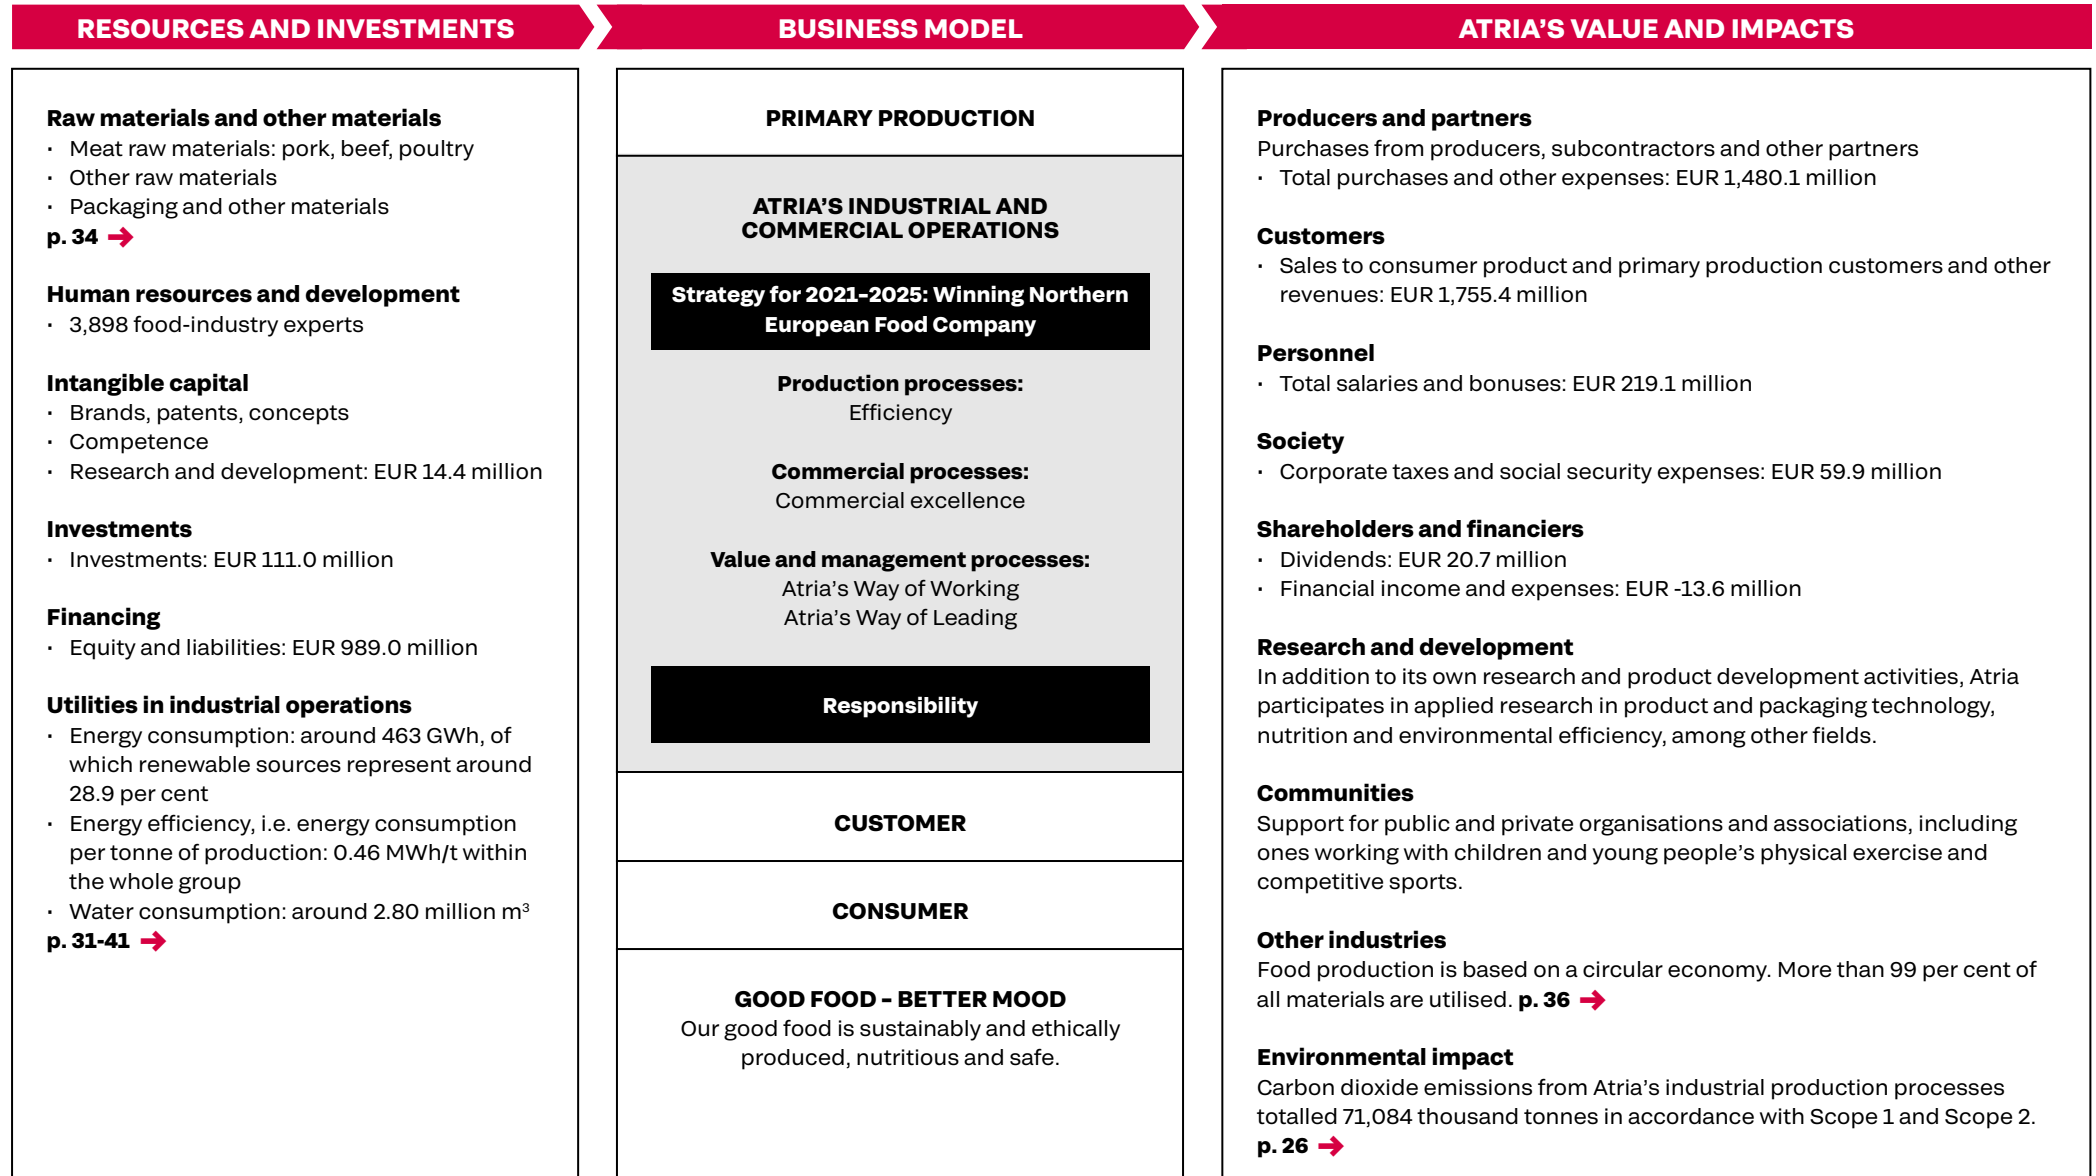 RESOURCES AND INVESTMENTS
Raw materials and other materials
· Meat raw materials: pork, beef, poultry
· Other raw materials
· Packaging and other materials
p. 34 →
Human resources and development
· 3,898 food-industry experts
Intangible capital
· Brands, patents, concepts
· Competence
· Research and development: EUR 14.4 million
Investments
· Investments: EUR 111.0 million
Financing
· Equity and liabilities: EUR 989.0 million
Utilities in industrial operations
· Energy consumption: around 463 GWh, of
which renewable sources represent around
28.9 per cent
· Energy efficiency, i.e. energy consumption
per tonne of production: 0.46 MWh/t within
the whole group
· Water consumption: around 2.80 million m³
p. 31-41 →
BUSINESS MODEL
PRIMARY PRODUCTION
ATRIA’S INDUSTRIAL AND
COMMERCIAL OPERATIONS
Strategy for 2021–2025: Winning Northern
European Food Company
Production processes:
Efficiency
Commercial processes:
Commercial excellence
Value and management processes:
Atria’s Way of Working
Atria’s Way of Leading
Responsibility
CUSTOMER
CONSUMER
GOOD FOOD – BETTER MOOD
Our good food is sustainably and ethically
produced, nutritious and safe.
ATRIA’S VALUE AND IMPACTS
Producers and partners
Purchases from producers, subcontractors and other partners
· Total purchases and other expenses: EUR 1,480.1 million
Customers
· Sales to consumer product and primary production customers and other
revenues: EUR 1,755.4 million
Personnel
· Total salaries and bonuses: EUR 219.1 million
Society
· Corporate taxes and social security expenses: EUR 59.9 million
Shareholders and financiers
· Dividends: EUR 20.7 million
· Financial income and expenses: EUR -13.6 million
Research and development
In addition to its own research and product development activities, Atria
participates in applied research in product and packaging technology,
nutrition and environmental efficiency, among other fields.
Communities
Support for public and private organisations and associations, including
ones working with children and young people’s physical exercise and
competitive sports.
Other industries
Food production is based on a circular economy. More than 99 per cent of
all materials are utilised. p. 36 →
Environmental impact
Carbon dioxide emissions from Atria’s industrial production processes
totalled 71,084 thousand tonnes in accordance with Scope 1 and Scope 2.
p. 26 →